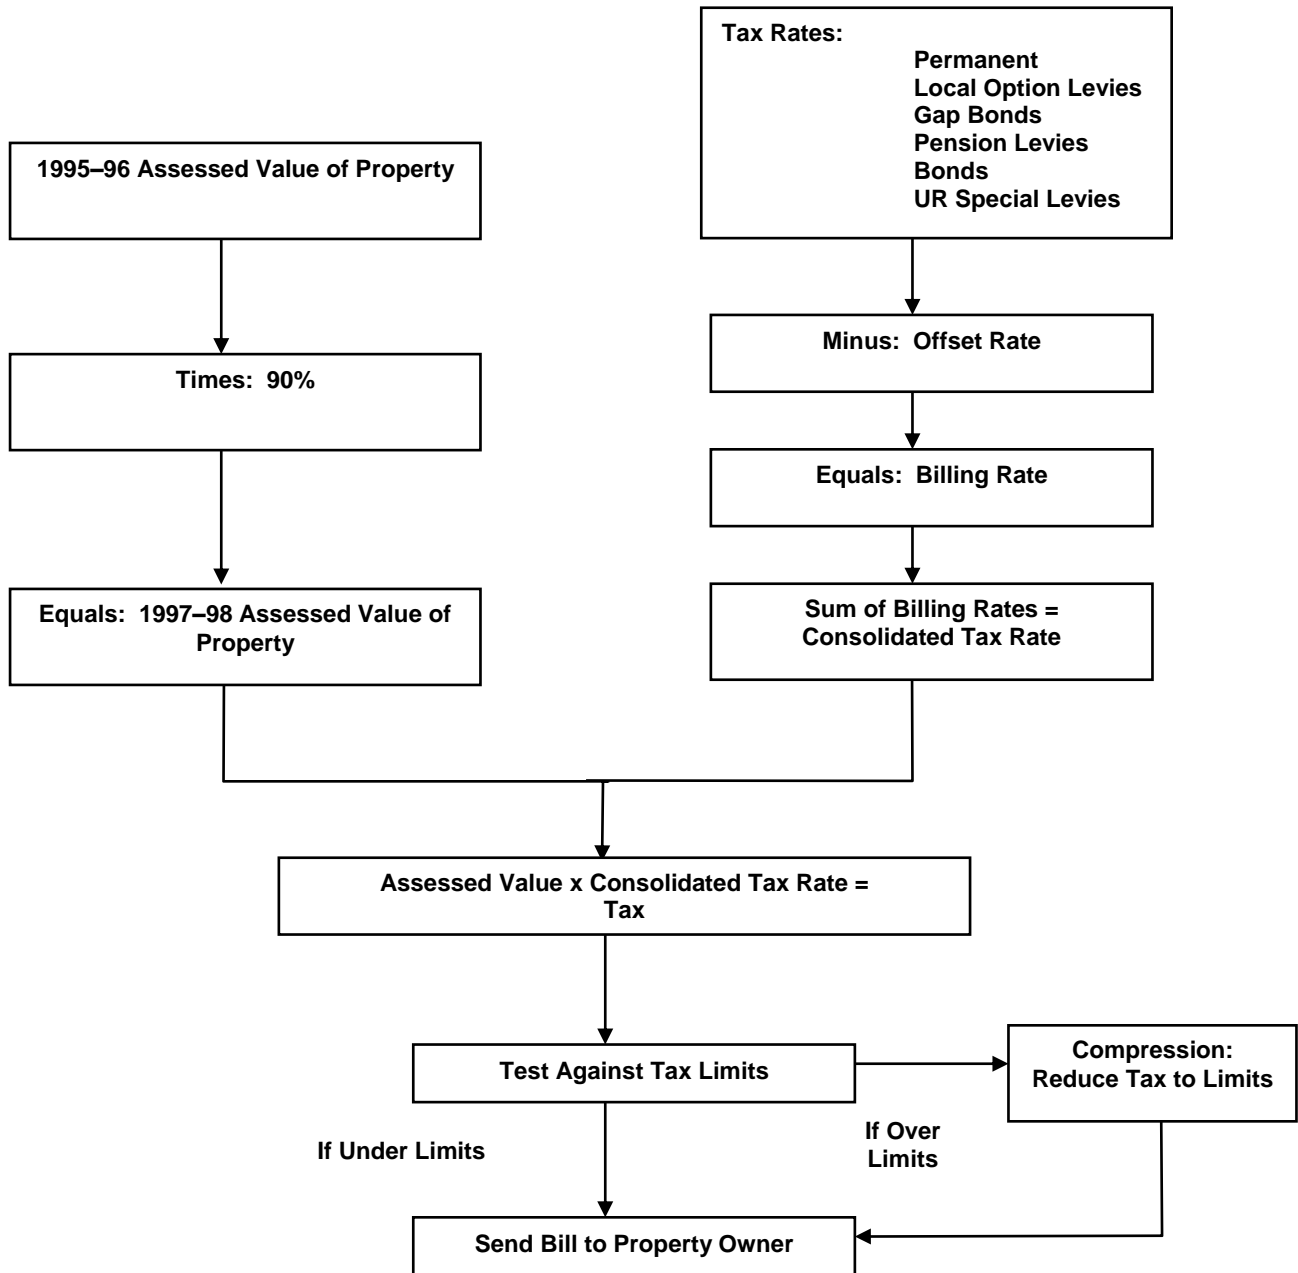 Tax Rates:
Permanent
Local Option Levies
Gap Bonds
Pension Levies
Bonds
UR Special Levies
1995–96 Assessed Value of Property
Minus:  Offset Rate
Times:  90%
Equals:  Billing Rate
Equals:  1997–98 Assessed Value of
Property
Sum of Billing Rates =
Consolidated Tax Rate
Assessed Value x Consolidated Tax Rate =
Tax
Test Against Tax Limits
Compression:
Reduce Tax to Limits
If Under Limits
If Over
Limits
Send Bill to Property Owner